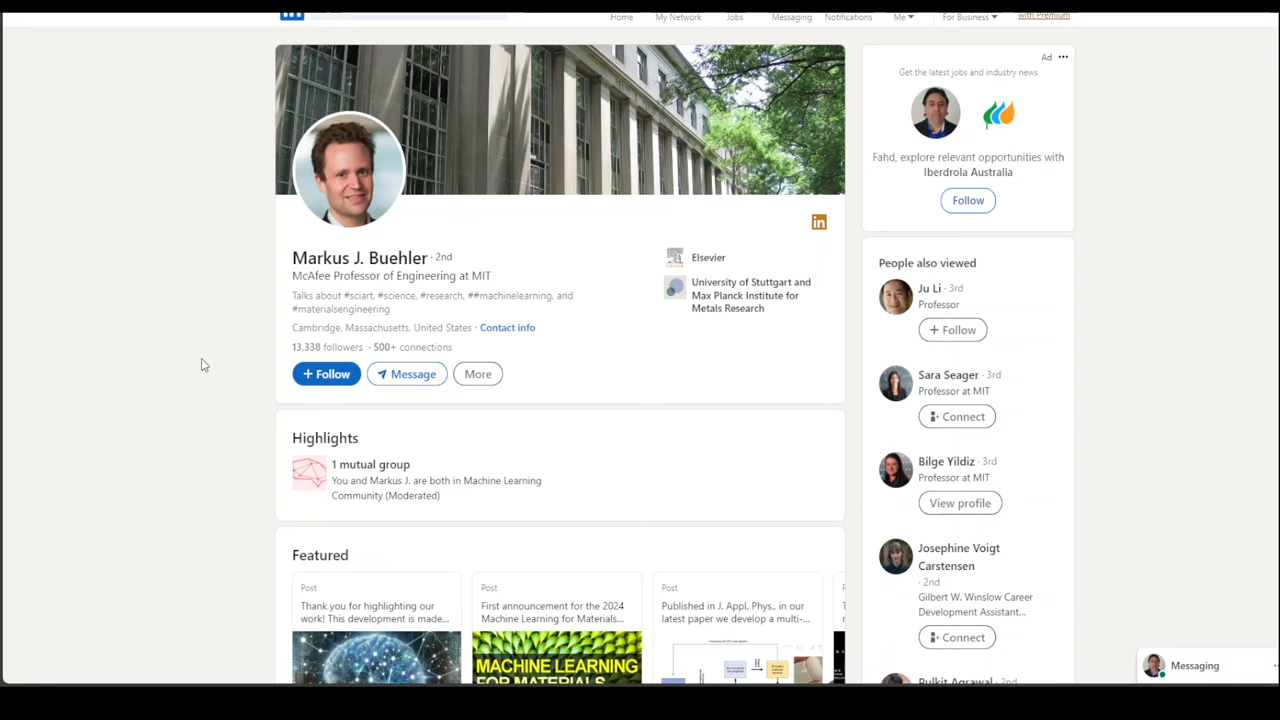 in
Home My Network Jobs Messaging Notifications Me For Business with Premium
Markus J. Buehler · 2nd
McAfee Professor of Engineering at MIT
Talks about #sciart, #science, #research, ##machinelearning, and
#materialsengineering
Cambridge, Massachusetts, United States · Contact info
13,338 followers · 500+ connections
+ Follow
Message
More
in
Elsevier
University of Stuttgart and
Max Planck Institute for
Metals Research
Highlights
1 mutual group
You and Markus J. are both in Machine Learning
Community (Moderated)
Featured
Post
Thank you for highlighting our
work! This development is made...
Post
First announcement for the 2024
Machine Learning for Materials...
MACHINE LEARNING
FOR MATERIALS
Post
Published in J. Appl. Phys., in our
latest paper we develop a multi-...
Ad ...
Get the latest jobs and industry news
Fahd, explore relevant opportunities with
Iberdrola Australia
Follow
People also viewed
Ju Li · 3rd
Professor
+ Follow
Sara Seager · 3rd
Professor at MIT
Connect
Bilge Yildiz · 3rd
Professor at MIT
View profile
Josephine Voigt
Carstensen
· 2nd
Gilbert W. Winslow Career
Development Assistant...
Connect
Pulkit Agrawal
Messaging